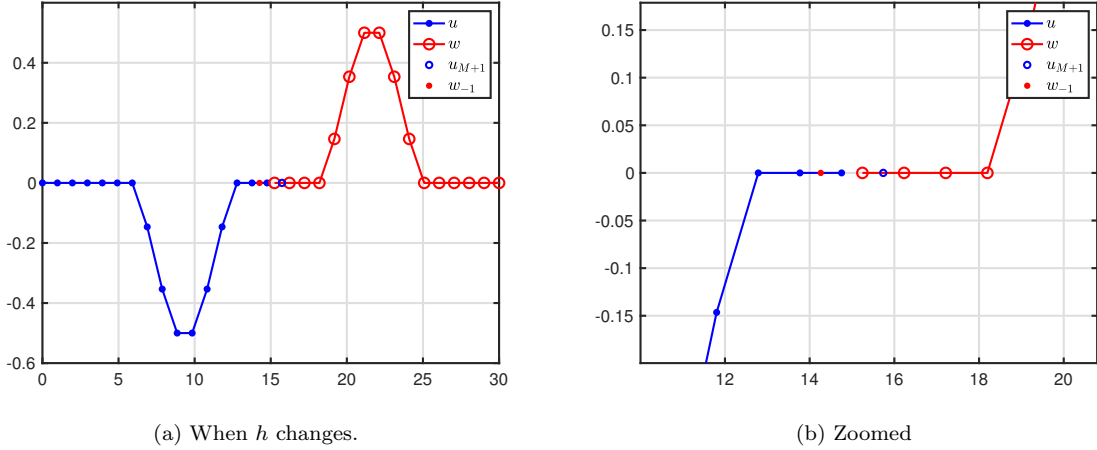 0.4
0.2
0
-0.2
-0.4
-0.6
0 5 10 15 20 25 30
u
w
u_{M+1}
w_{-1}
(a) When h changes.
0.15
0.1
0.05
0
-0.05
-0.1
-0.15
12 14 16 18 20
u
w
u_{M+1}
w_{-1}
(b) Zoomed